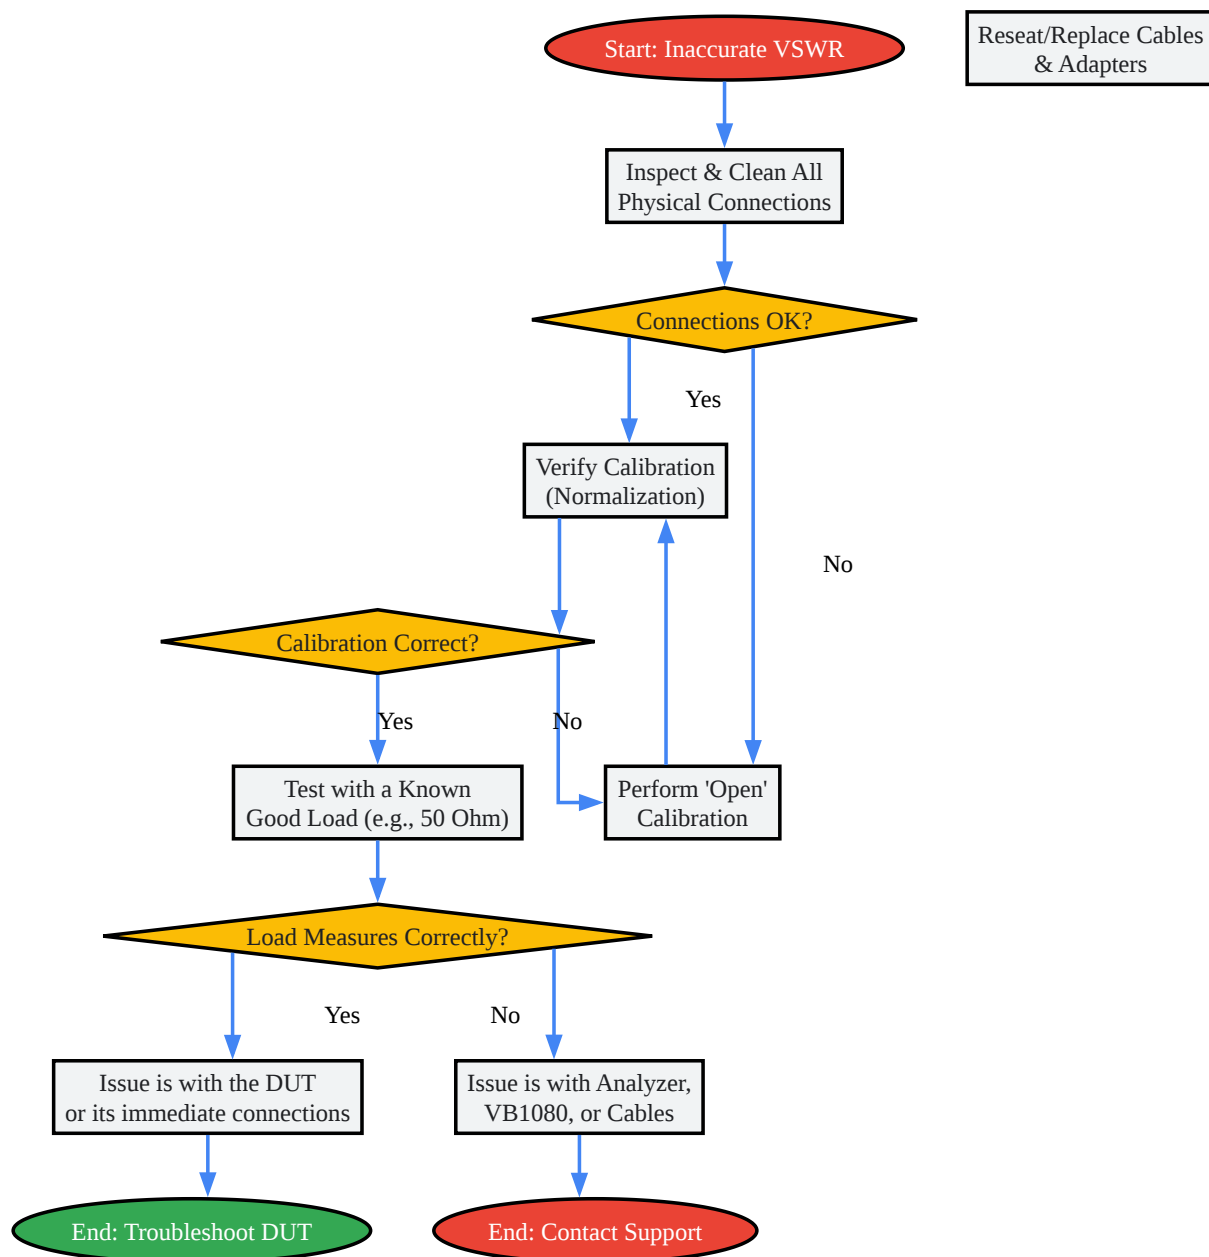 Start: Inaccurate VSWR
Reseat/Replace Cables
& Adapters
Inspect & Clean All
Physical Connections
Connections OK?
Yes
Verify Calibration
(Normalization)
No
Calibration Correct?
Yes
No
Test with a Known
Good Load (e.g., 50 Ohm)
Perform 'Open'
Calibration
Load Measures Correctly?
Yes
No
Issue is with the DUT
or its immediate connections
Issue is with Analyzer,
VB1080, or Cables
End: Troubleshoot DUT
End: Contact Support